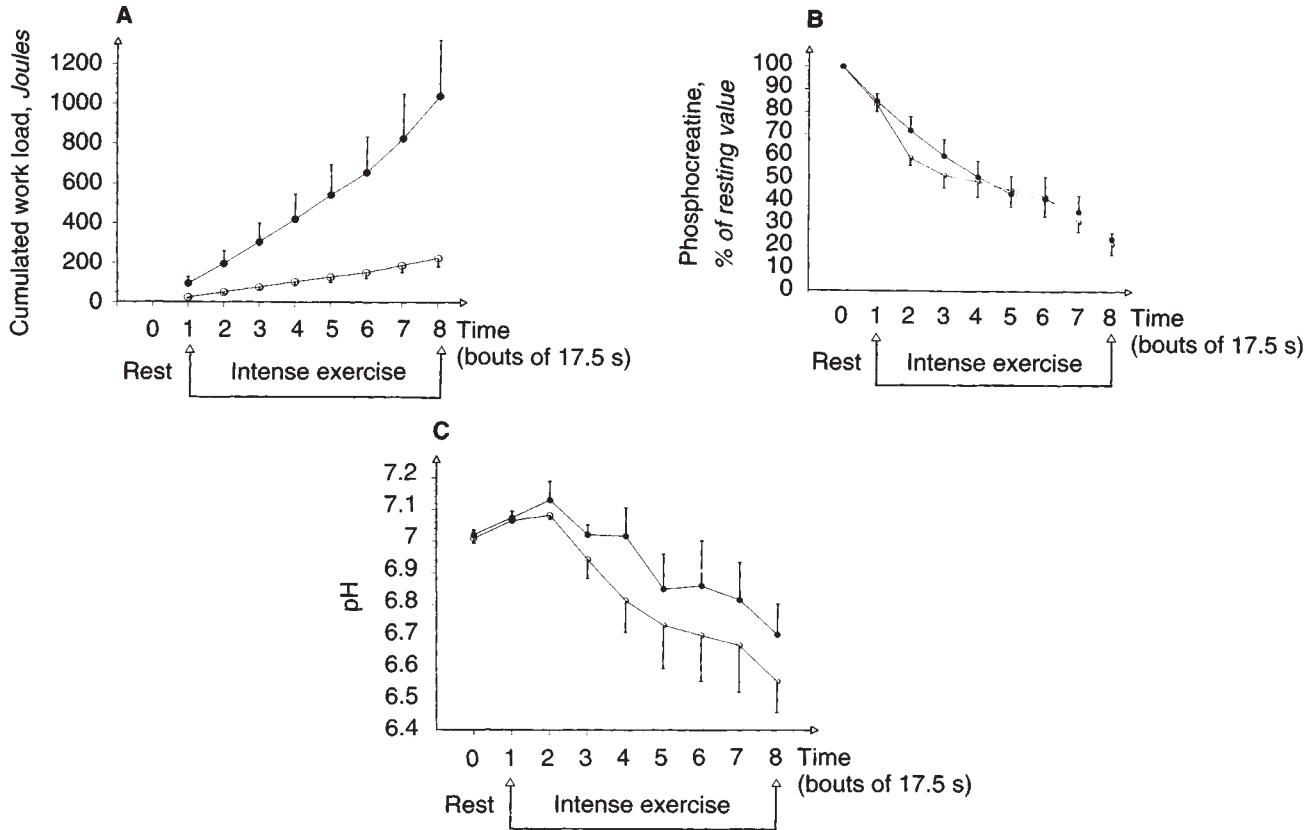 A
Cumulated work load, Joules
1200
1000
800
600
400
200
0
0 1 2 3 4 5 6 7 8 Time
(bouts of 17.5 s)
Rest Intense exercise
B
Phosphocreatine,
% of resting value
100
90
80
70
60
50
40
30
20
10
0
0 1 2 3 4 5 6 7 8 Time
(bouts of 17.5 s)
Rest Intense exercise
C
pH
7.2
7.1
7
6.9
6.8
6.7
6.6
6.5
6.4
0 1 2 3 4 5 6 7 8 Time
(bouts of 17.5 s)
Rest Intense exercise